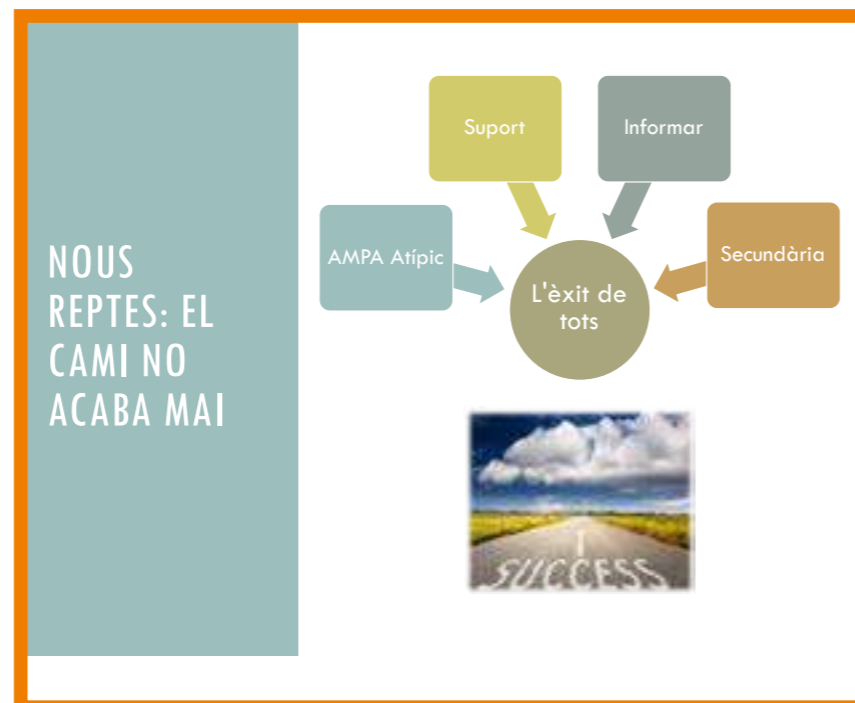 NOUS
REPTES: EL
CAMI NO
ACABA MAI
Suport
Informar
AMPA Atípic
Secundària
L'èxit de
tots
SUCCESS